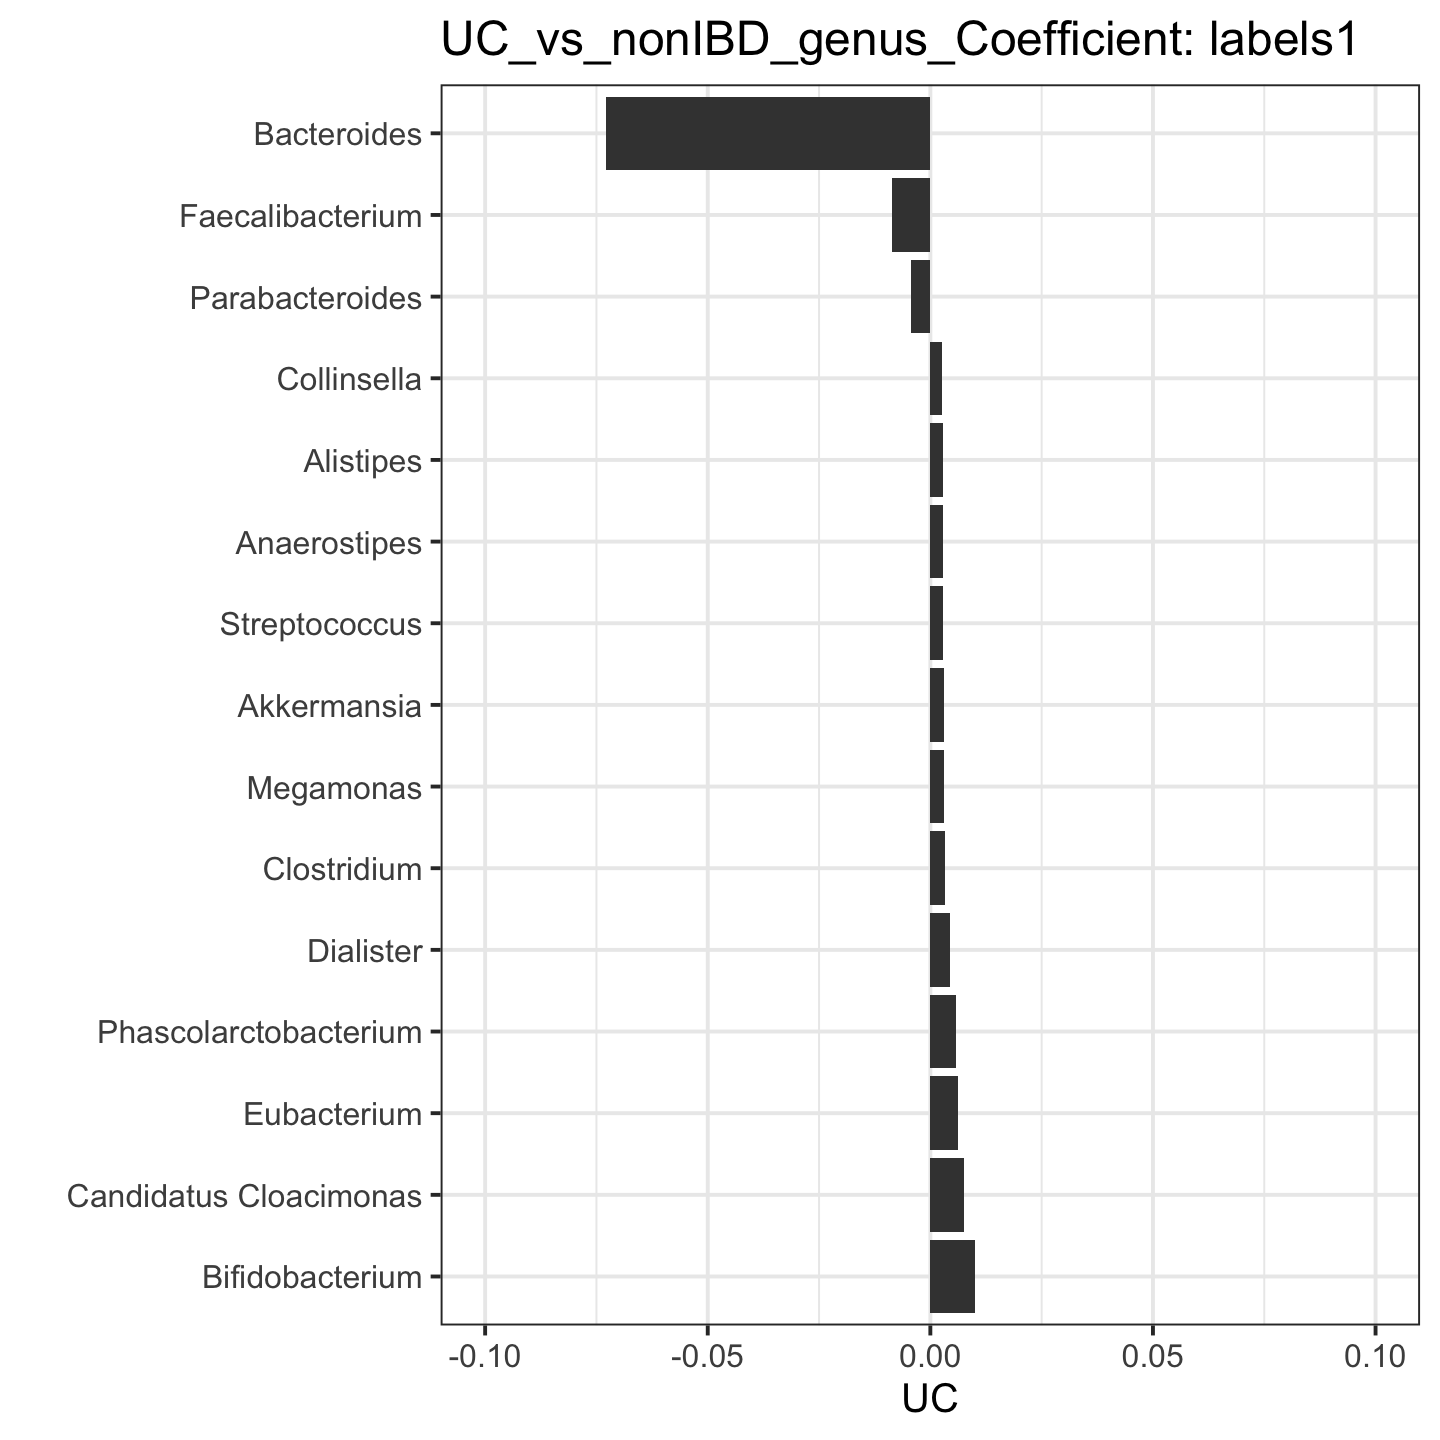 UC_vs_nonIBD_genus_Coefficient: labels1
Bacteroides
Faecalibacterium
Parabacteroides
Collinsella
Alistipes
Anaerostipes
Streptococcus
Akkermansia
Megamonas
Clostridium
Dialister
Phascolarctobacterium
Eubacterium
Candidatus Cloacimonas
Bifidobacterium
-0.10 -0.05 0.00 0.05 0.10
UC